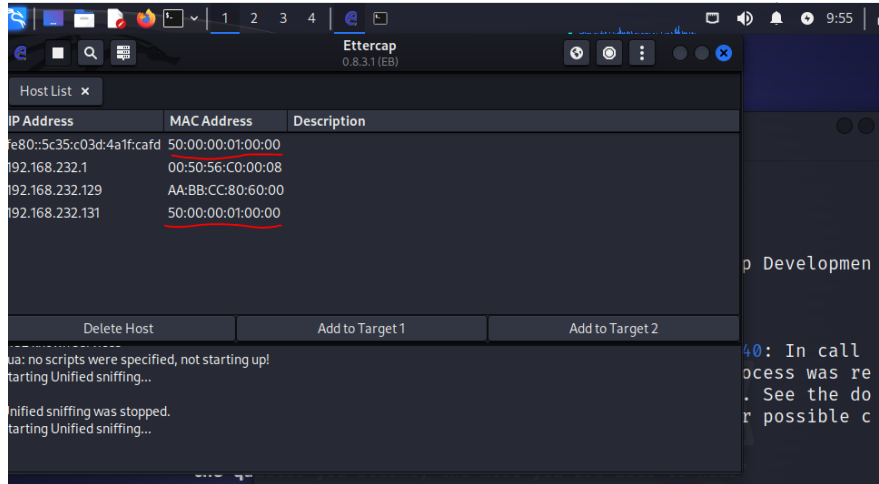 1 2 3 4 9:55
Ettercap
0.8.3.1 (EB)
Host List ×
IP Address MAC Address Description
fe80::5c35:c03d:4a1f:cafd 50:00:00:01:00:00
192.168.232.1 00:50:56:C0:00:08
192.168.232.129 AA:BB:CC:80:60:00
192.168.232.131 50:00:00:01:00:00
p Developmen
Delete Host Add to Target 1 Add to Target 2
ua: no scripts were specified, not starting up!
tarting Unified sniffing...
nified sniffing was stopped.
tarting Unified sniffing...
40: In call
ocess was re
. See the do
r possible c